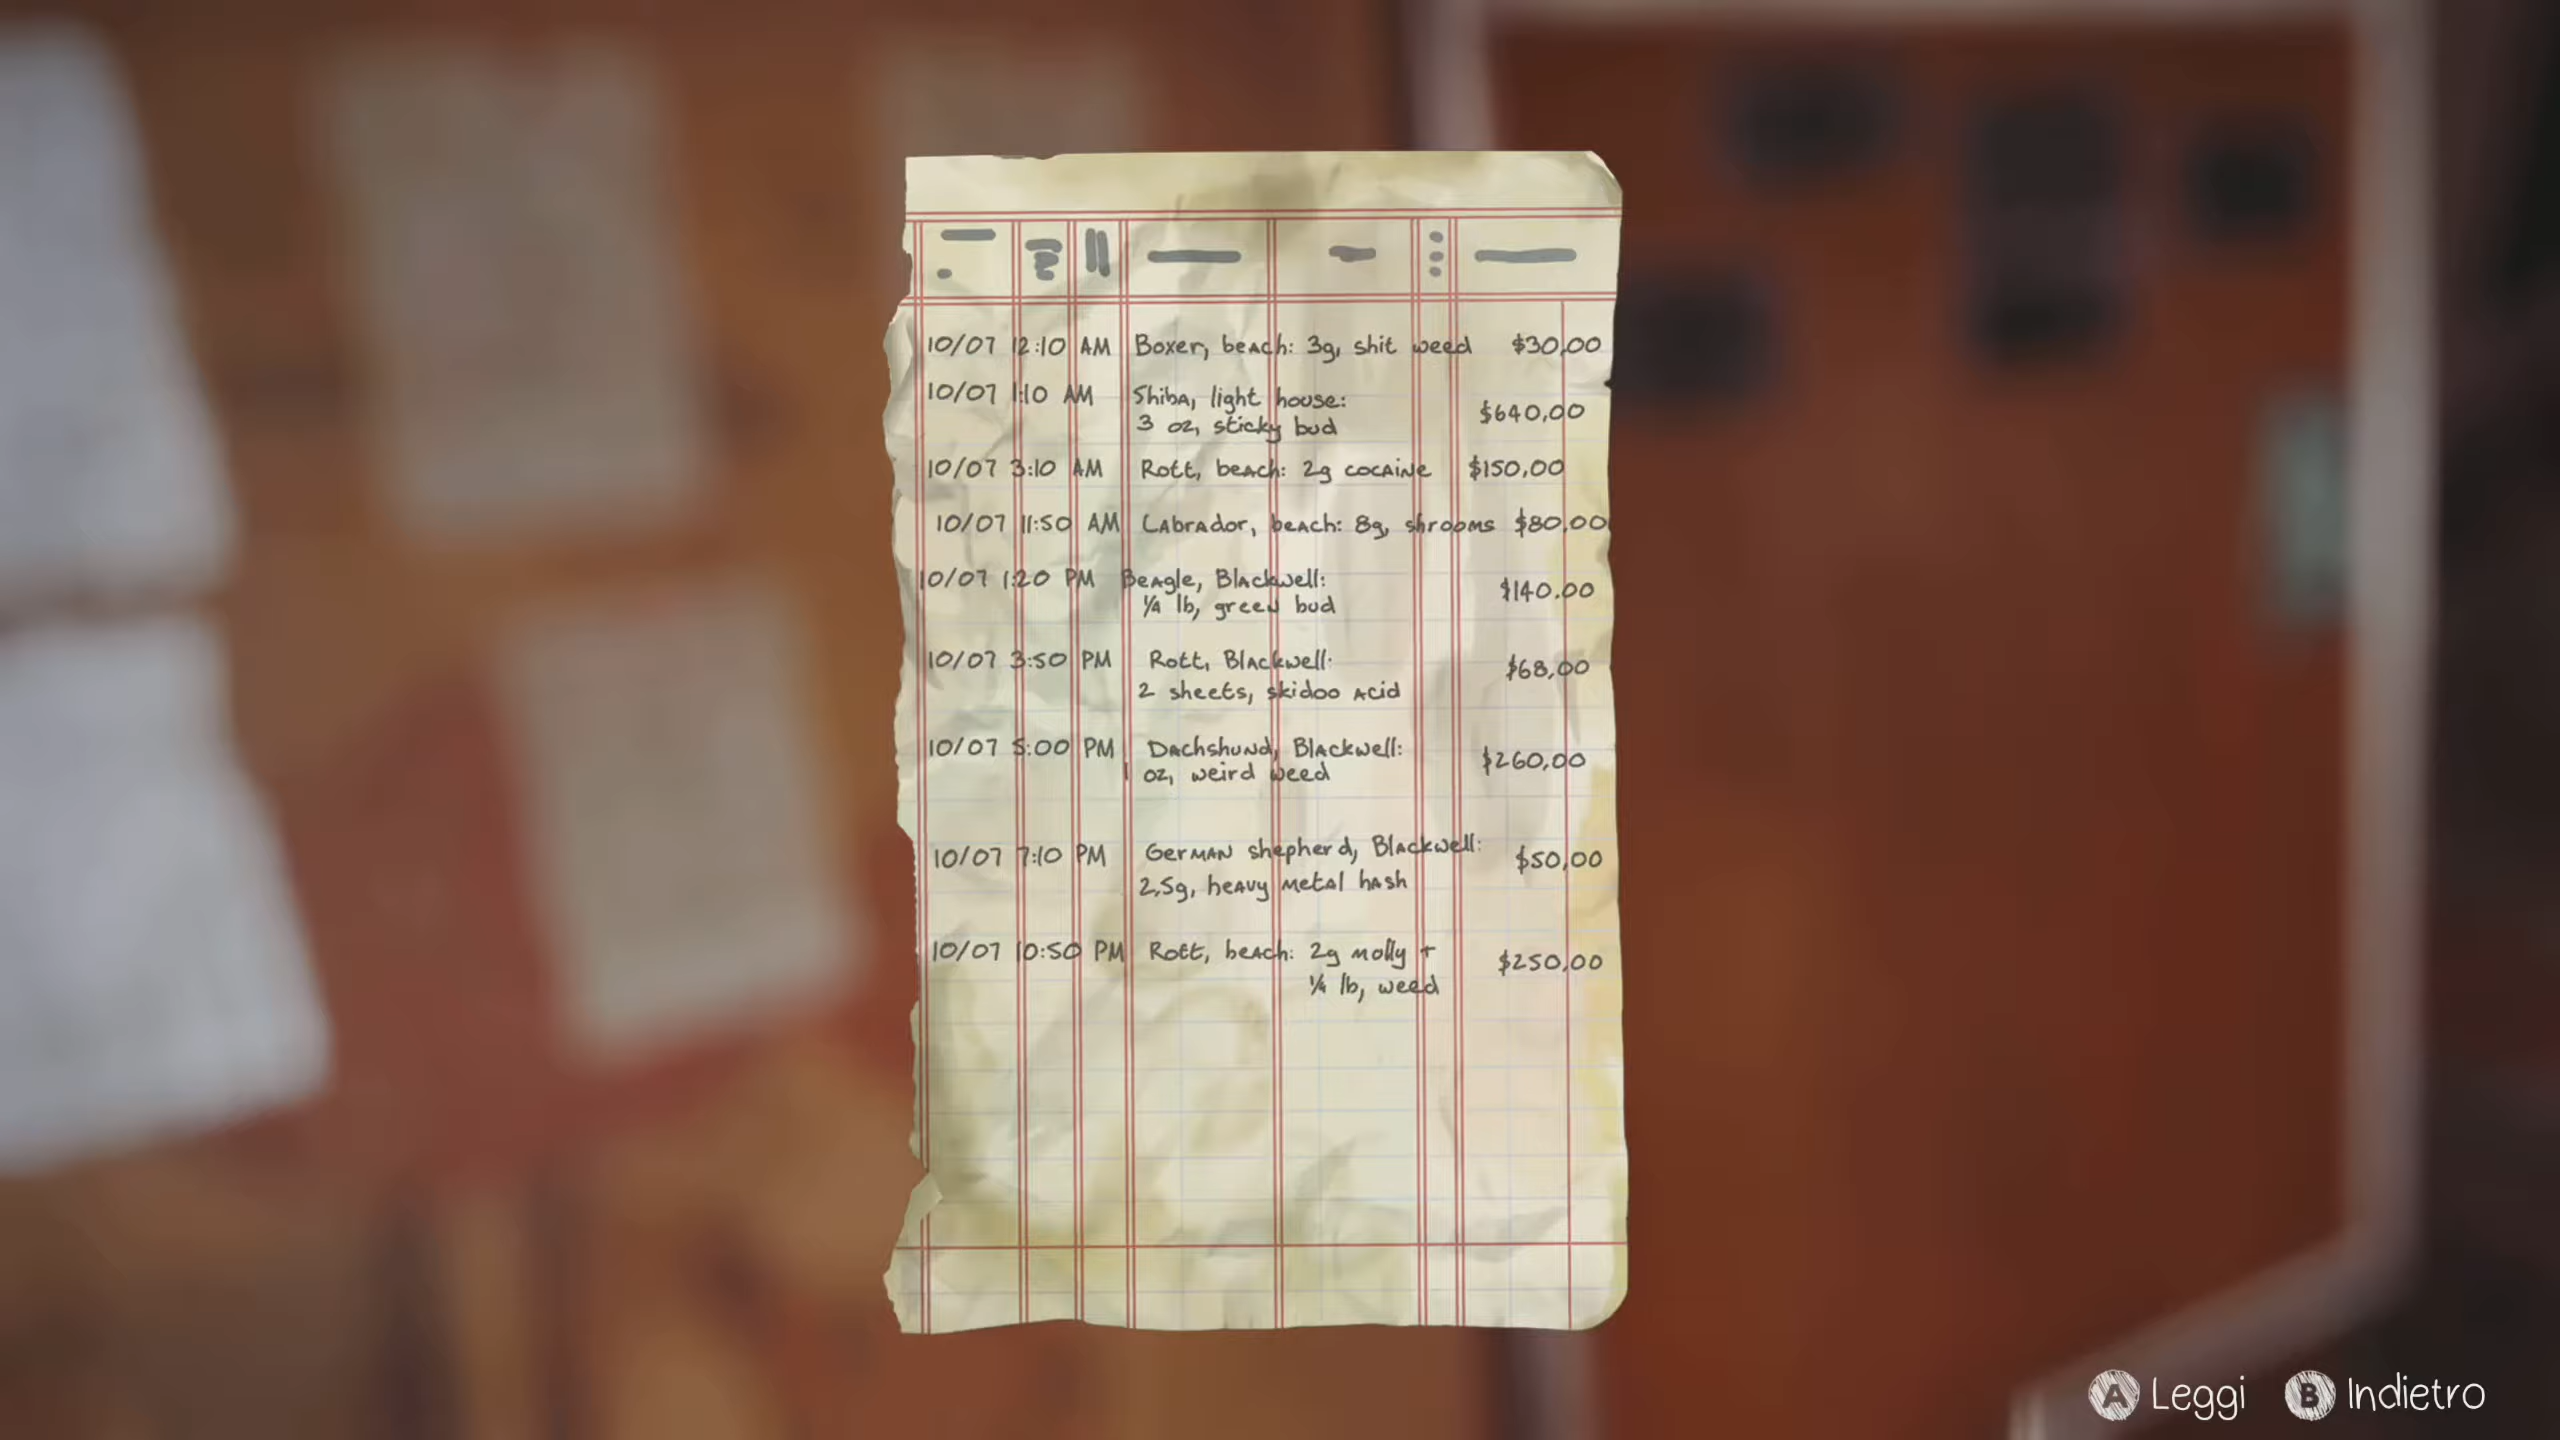 10/07 12:10 AM Boxer, beach: 3g, shit weed $30,00
10/07 1:10 AM Shiba, light house:
3 oz, sticky bud $640,00
10/07 3:10 AM Rott, beach: 2g cocaine $150,00
10/07 11:50 AM Labrador, beach: 8g, shrooms $80,00
10/07 1:20 PM Beagle, Blackwell:
1/4 lb, green bud $140.00
10/07 3:50 PM Rott, Blackwell:
2 sheets, skidoo acid $68,00
10/07 5:00 PM Dachshund, Blackwell:
1 oz, weird weed $260,00
10/07 7:10 PM German shepherd, Blackwell:
2,5g, heavy metal hash $50,00
10/07 10:50 PM Rott, beach: 2g molly +
1/4 lb, weed $250,00
A Leggi B Indietro